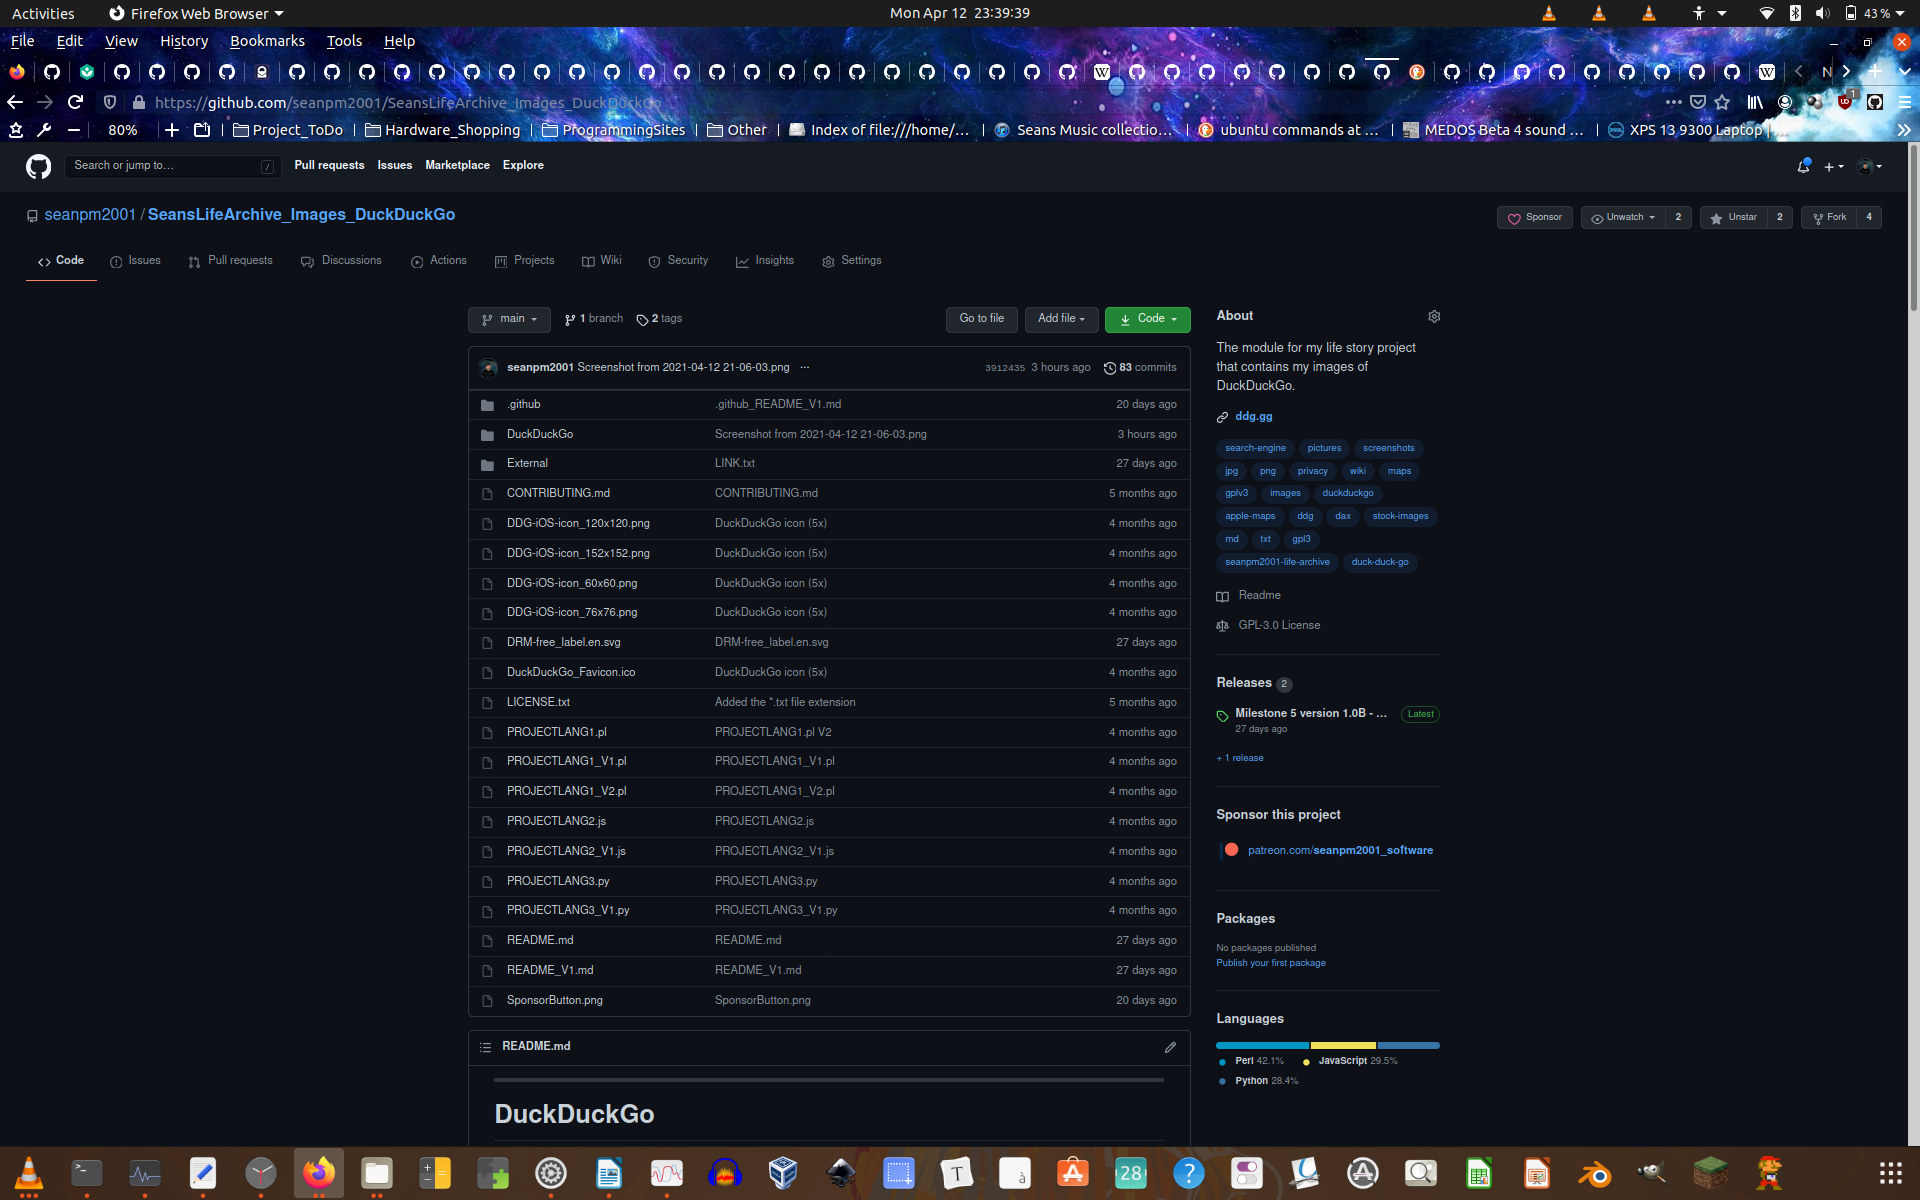 Activities Firefox Web Browser Mon Apr 12 23:39:39 43 %
File Edit View History Bookmarks Tools Help
https://github.com/seanpm2001/SeansLifeArchive_Images_DuckDuckGo 1
80% Project_ToDo Hardware_Shopping ProgrammingSites Other Index of file:///home/... Seans Music collectio... ubuntu commands at ... MEDOS Beta 4 sound ... XPS 13 9300 Laptop |
Search or jump to... / Pull requests Issues Marketplace Explore
seanpm2001 / SeansLifeArchive_Images_DuckDuckGo Sponsor Unwatch 2 Unstar 2 Fork 4
Code Issues Pull requests Discussions Actions Projects Wiki Security Insights Settings
main 1 branch 2 tags Go to file Add file Code
seanpm2001 Screenshot from 2021-04-12 21-06-03.png ... 3912435 3 hours ago 83 commits
.github .github_README_V1.md 20 days ago
DuckDuckGo Screenshot from 2021-04-12 21-06-03.png 3 hours ago
External LINK.txt 27 days ago
CONTRIBUTING.md CONTRIBUTING.md 5 months ago
DDG-iOS-icon_120x120.png DuckDuckGo icon (5x) 4 months ago
DDG-iOS-icon_152x152.png DuckDuckGo icon (5x) 4 months ago
DDG-iOS-icon_60x60.png DuckDuckGo icon (5x) 4 months ago
DDG-iOS-icon_76x76.png DuckDuckGo icon (5x) 4 months ago
DRM-free_label.en.svg DRM-free_label.en.svg 27 days ago
DuckDuckGo_Favicon.ico DuckDuckGo icon (5x) 4 months ago
LICENSE.txt Added the *.txt file extension 5 months ago
PROJECTLANG1.pl PROJECTLANG1.pl V2 4 months ago
PROJECTLANG1_V1.pl PROJECTLANG1_V1.pl 4 months ago
PROJECTLANG1_V2.pl PROJECTLANG1_V2.pl 4 months ago
PROJECTLANG2.js PROJECTLANG2.js 4 months ago
PROJECTLANG2_V1.js PROJECTLANG2_V1.js 4 months ago
PROJECTLANG3.py PROJECTLANG3.py 4 months ago
PROJECTLANG3_V1.py PROJECTLANG3_V1.py 4 months ago
README.md README.md 27 days ago
README_V1.md README_V1.md 27 days ago
SponsorButton.png SponsorButton.png 20 days ago
README.md
DuckDuckGo
About
The module for my life story project
that contains my images of
DuckDuckGo.
ddg.gg
search-engine pictures screenshots
jpg png privacy wiki maps
gplv3 images duckduckgo
apple-maps ddg dax stock-images
md txt gpl3
seanpm2001-life-archive duck-duck-go
Readme
GPL-3.0 License
Releases 2
Milestone 5 version 1.0B - ... Latest
27 days ago
+ 1 release
Sponsor this project
patreon.com/seanpm2001_software
Packages
No packages published
Publish your first package
Languages
Perl 42.1% JavaScript 29.5%
Python 28.4%